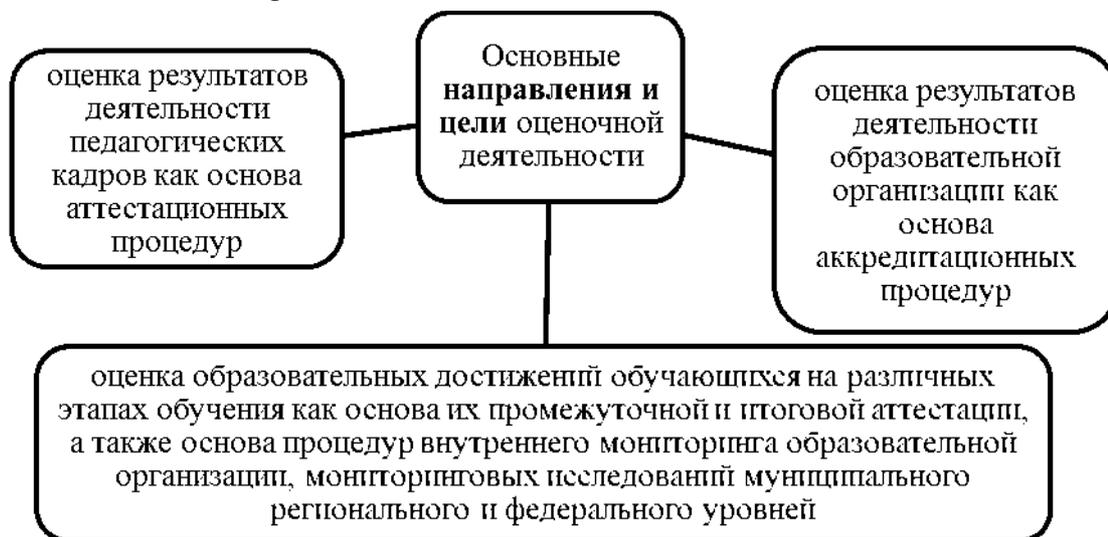 Основные
направления и
цели оценочной
деятельности
оценка результатов
деятельности
педагогических
кадров как основа
аттестационных
процедур
оценка результатов
деятельности
образовательной
организации как
основа
аккредитационных
процедур
оценка образовательных достижений обучающихся на различных
этапах обучения как основа их промежуточной и итоговой аттестации,
а также основа процедур внутреннего мониторинга образовательной
организации, мониторинговых исследований муниципального
регионального и федерального уровней